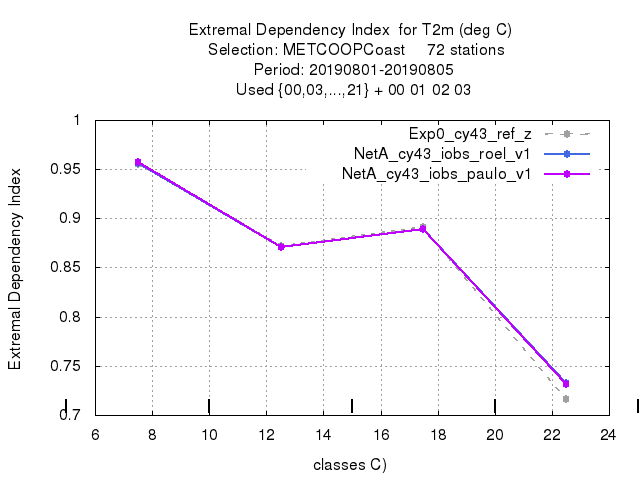 Extremal Dependency Index  for T2m (deg C)
Selection: METCOOPCoast     72 stations
Period: 20190801-20190805
Used {00,03,...,21} + 00 01 02 03
Exp0_cy43_ref_z
NetA_cy43_iobs_roel_v1
NetA_cy43_iobs_paulo_v1
Extremal Dependency Index
1
0.95
0.9
0.85
0.8
0.75
0.7
6 8 10 12 14 16 18 20 22 24
classes C)